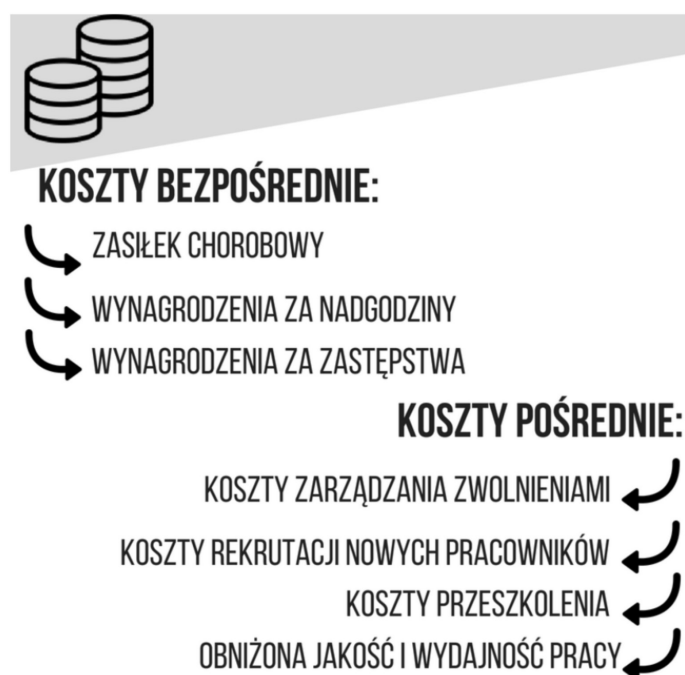 KOSZTY BEZPOŚREDNIE:
ZASIŁEK CHOROBOWY
WYNAGRODZENIA ZA NADGODZINY
WYNAGRODZENIA ZA ZASTĘPSTWA
KOSZTY POŚREDNIE:
KOSZTY ZARZĄDZANIA ZWOLNIENIAMI
KOSZTY REKRUTACJI NOWYCH PRACOWNIKÓW
KOSZTY PRZESZKOLENIA
OBNIŻONA JAKOŚĆ I WYDAJNOŚĆ PRACY